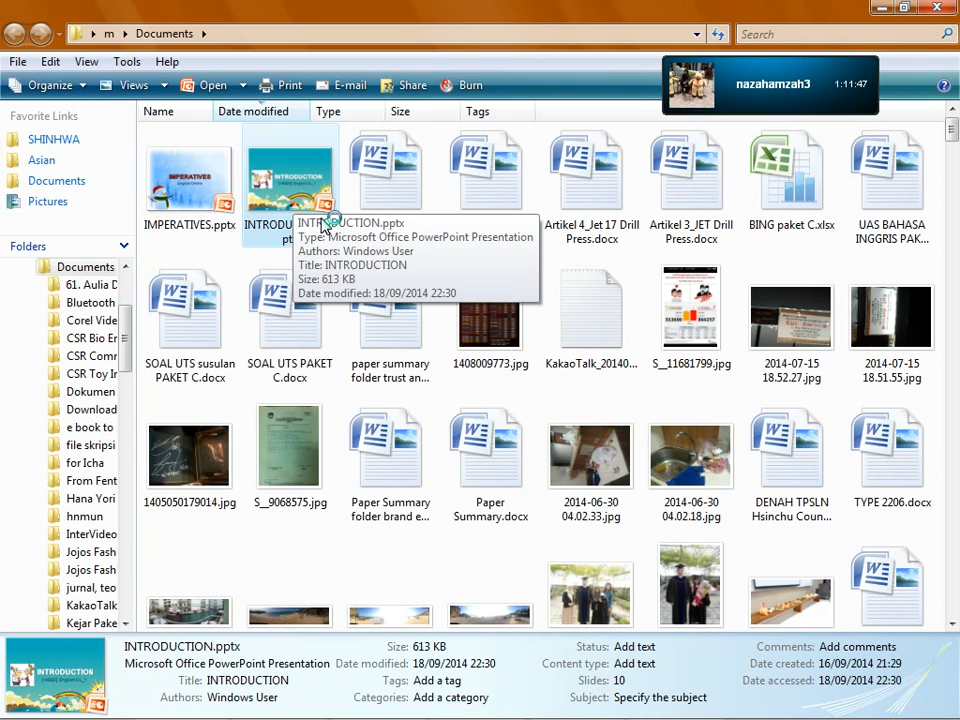 m ▸ Documents ▸
Search
File Edit View Tools Help
Organize Views Open Print E-mail Share Burn
nazahamzah3 1:11:47
Favorite Links
SHINHWA
Asian
Documents
Pictures
Folders
Documents
61. Aulia D
Bluetooth
Corel Vide
CSR Bio Er
CSR Comr
CSR Toy Ir
Dokumen
Download
e book to
file skripsi
for Icha
From Fent
Hana Yori
hnmun
InterVideo
Jojos Fash
Jojos Fash
jurnal, teo
KakaoTalk
Kejar Pake
Name Date modified Type Size Tags
IMPERATIVES
English Online
INTRODUCTION
IMPERATIVES.pptx
INTRODU
pt
Artikel 4_Jet 17 Drill
Press.docx
Artikel 3_JET Drill
Press.docx
BING paket C.xlsx
UAS BAHASA
INGGRIS PAK...
INTRODUCTION.pptx
Type: Microsoft Office PowerPoint Presentation
Authors: Windows User
Title: INTRODUCTION
Size: 613 KB
Date modified: 18/09/2014 22:30
SOAL UTS susulan
PAKET C.docx
SOAL UTS PAKET
C.docx
paper summary
folder trust an...
1408009773.jpg
KakaoTalk_20140...
S__11681799.jpg
2014-07-15
18.52.27.jpg
2014-07-15
18.51.55.jpg
1405050179014.jpg
S__9068575.jpg
Paper Summary
folder brand e...
Paper
Summary.docx
2014-06-30
04.02.33.jpg
2014-06-30
04.02.18.jpg
DENAH TPSLN
Hsinchu Coun...
TYPE 2206.docx
INTRODUCTION
INTRODUCTION.pptx
Microsoft Office PowerPoint Presentation
Title: INTRODUCTION
Authors: Windows User
Size: 613 KB
Date modified: 18/09/2014 22:30
Tags: Add a tag
Categories: Add a category
Status: Add text
Content type: Add text
Slides: 10
Subject: Specify the subject
Comments: Add comments
Date created: 16/09/2014 21:29
Date accessed: 18/09/2014 22:30